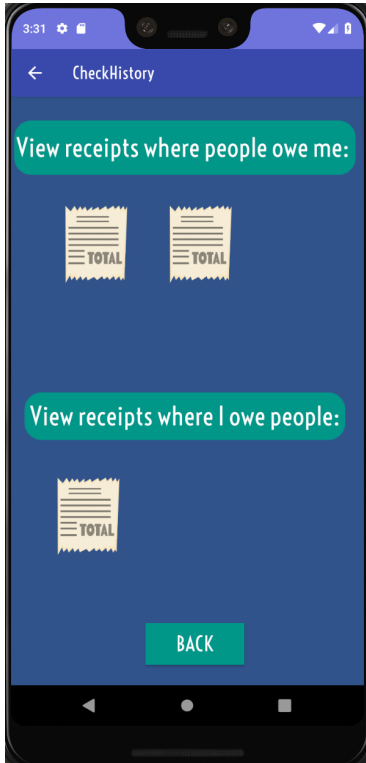 3:31
CheckHistory
View receipts where people owe me:
TOTAL
TOTAL
View receipts where I owe people:
TOTAL
BACK